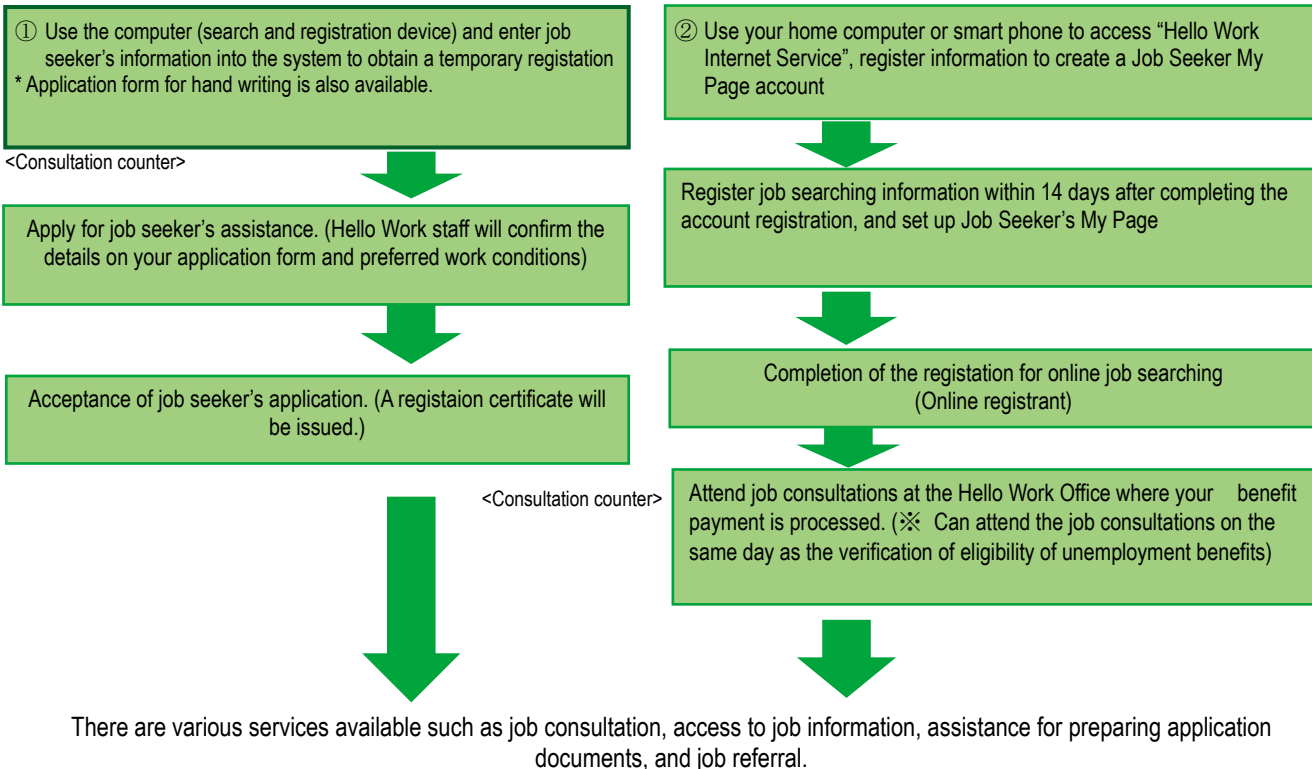 ① Use the computer (search and registration device) and enter job
seeker's information into the system to obtain a temporary registation
* Application form for hand writing is also available.
<Consultation counter>
Apply for job seeker's assistance. (Hello Work staff will confirm the
details on your application form and preferred work conditions)
Acceptance of job seeker's application. (A registaion certificate will
be issued.)
② Use your home computer or smart phone to access “Hello Work
Internet Service”, register information to create a Job Seeker My
Page account
Register job searching information within 14 days after completing the
account registration, and set up Job Seeker's My Page
Completion of the registation for online job searching
(Online registrant)
<Consultation counter>
Attend job consultations at the Hello Work Office where your benefit
payment is processed. (※ Can attend the job consultations on the
same day as the verification of eligibility of unemployment benefits)
There are various services available such as job consultation, access to job information, assistance for preparing application
documents, and job referral.